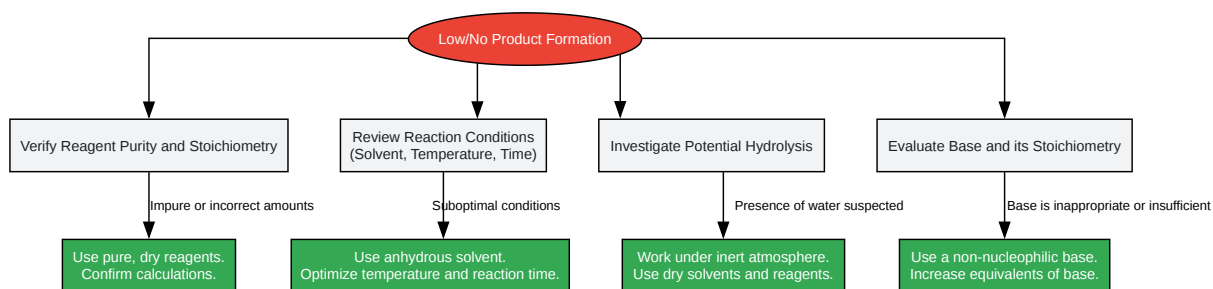 Low/No Product Formation
Verify Reagent Purity and Stoichiometry
Review Reaction Conditions
(Solvent, Temperature, Time)
Investigate Potential Hydrolysis
Evaluate Base and its Stoichiometry
Impure or incorrect amounts
Suboptimal conditions
Presence of water suspected
Base is inappropriate or insufficient
Use pure, dry reagents.
Confirm calculations.
Use anhydrous solvent.
Optimize temperature and reaction time.
Work under inert atmosphere.
Use dry solvents and reagents.
Use a non-nucleophilic base.
Increase equivalents of base.